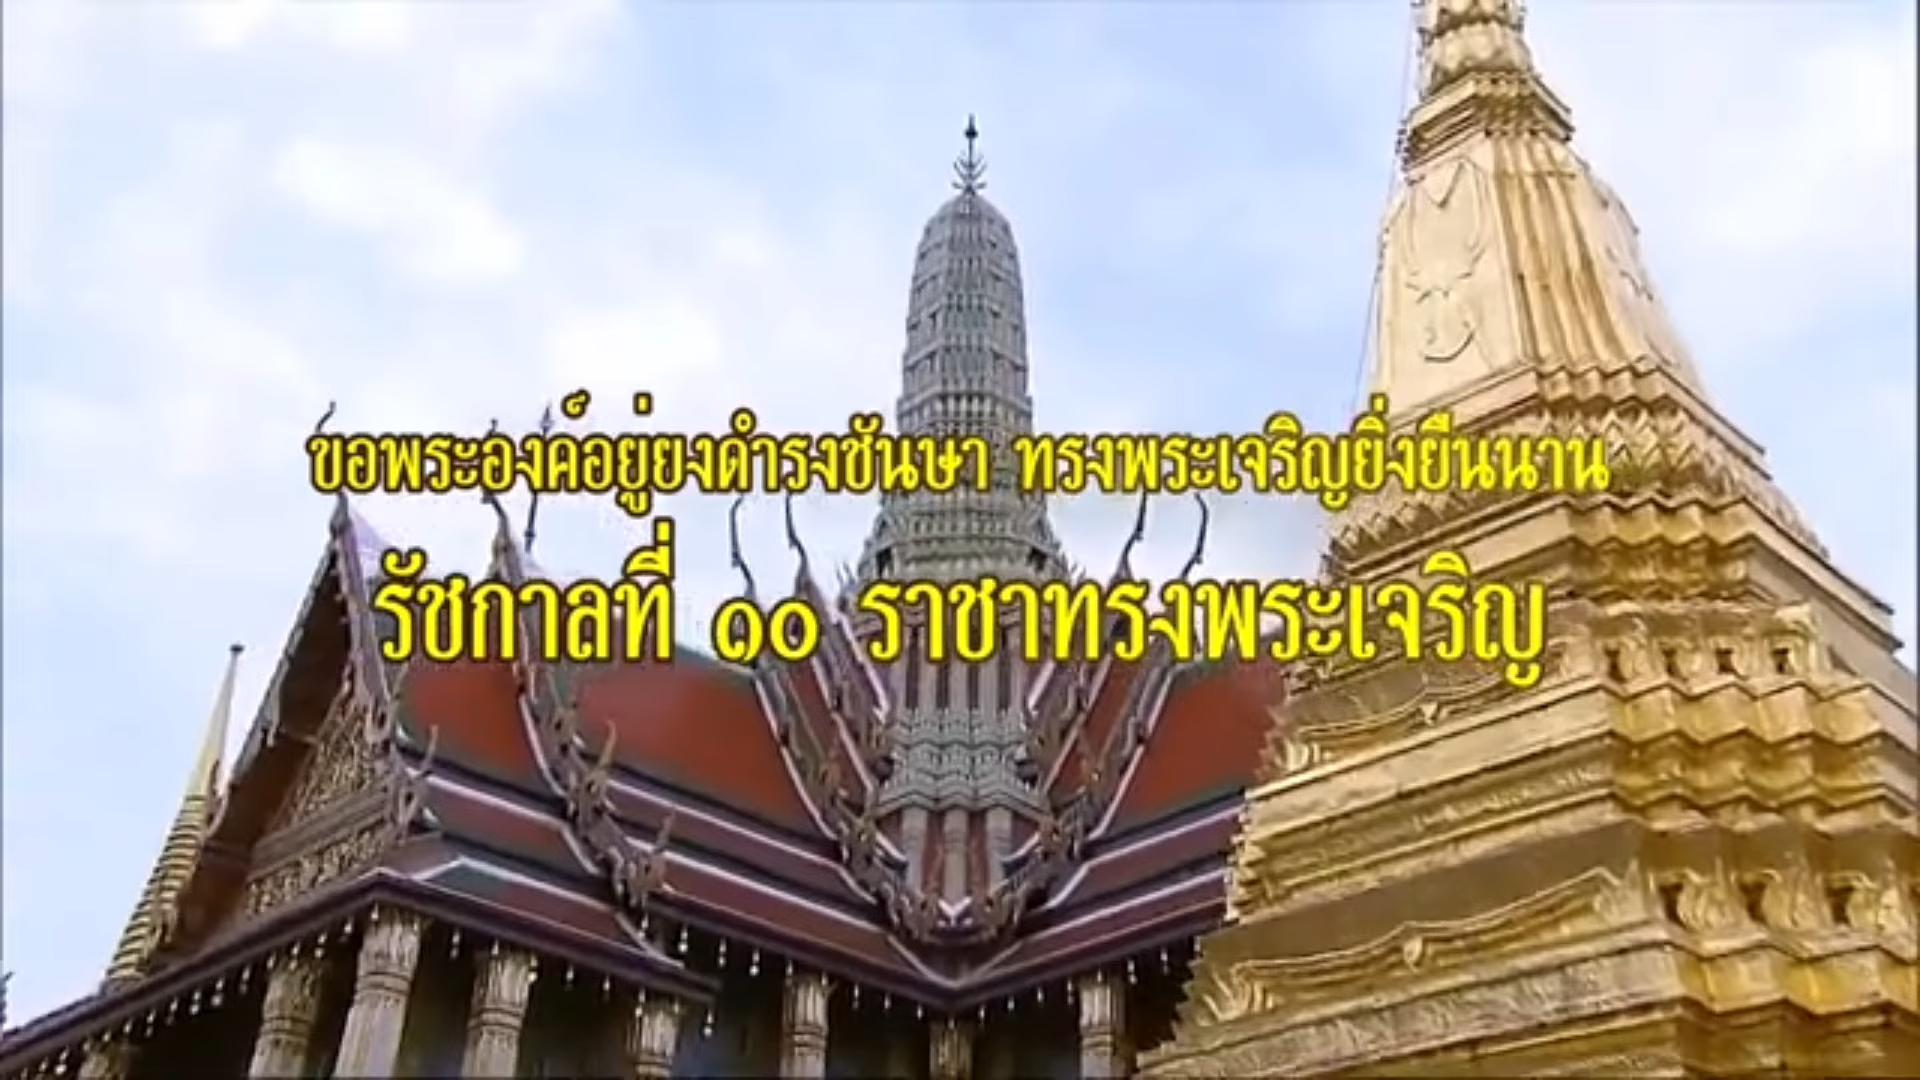 ขอพระองค์อยู่ยงดำรงชันษา ทรงพระเจริญยิ่งยืนนาน
รัชกาลที่ ๑๐ ราชาทรงพระเจริญ